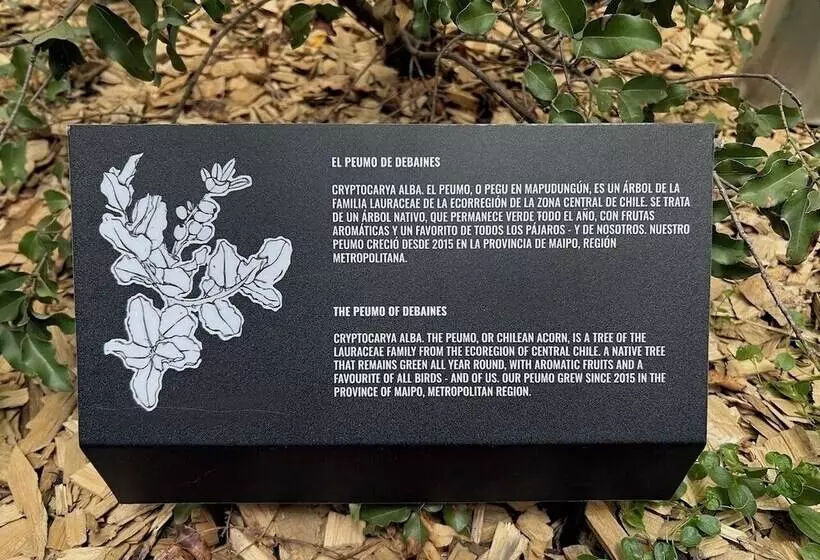 EL PEUMO DE DEBAINES
CRYPTOCARYA ALBA. EL PEUMO, O PEGU EN MAPUDUNGÚN, ES UN ÁRBOL DE LA
FAMILIA LAURACEAE DE LA ECORREGIÓN DE LA ZONA CENTRAL DE CHILE. SE TRATA
DE UN ÁRBOL NATIVO, QUE PERMANECE VERDE TODO EL AÑO, CON FRUTAS
AROMÁTICAS Y UN FAVORITO DE TODOS LOS PÁJAROS - Y DE NOSOTROS. NUESTRO
PEUMO CRECIÓ DESDE 2015 EN LA PROVINCIA DE MAIPO, REGIÓN
METROPOLITANA.
THE PEUMO OF DEBAINES
CRYPTOCARYA ALBA. THE PEUMO, OR CHILEAN ACORN, IS A TREE OF THE
LAURACEAE FAMILY FROM THE ECOREGION OF CENTRAL CHILE. A NATIVE TREE
THAT REMAINS GREEN ALL YEAR ROUND, WITH AROMATIC FRUITS AND A
FAVOURITE OF ALL BIRDS - AND OF US. OUR PEUMO GREW SINCE 2015 IN THE
PROVINCE OF MAIPO, METROPOLITAN REGION.